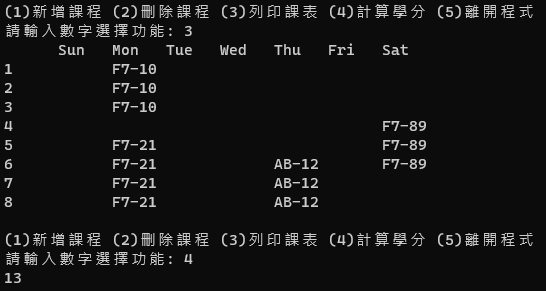 (1)新增課程 (2)刪除課程 (3)列印課表 (4)計算學分 (5)離開程式
請輸入數字選擇功能: 3
Sun Mon Tue Wed Thu Fri Sat
1 F7-10
2 F7-10
3 F7-10
4 F7-89
5 F7-21 F7-89
6 F7-21 AB-12 F7-89
7 F7-21 AB-12
8 F7-21 AB-12
(1)新增課程 (2)刪除課程 (3)列印課表 (4)計算學分 (5)離開程式
請輸入數字選擇功能: 4
13